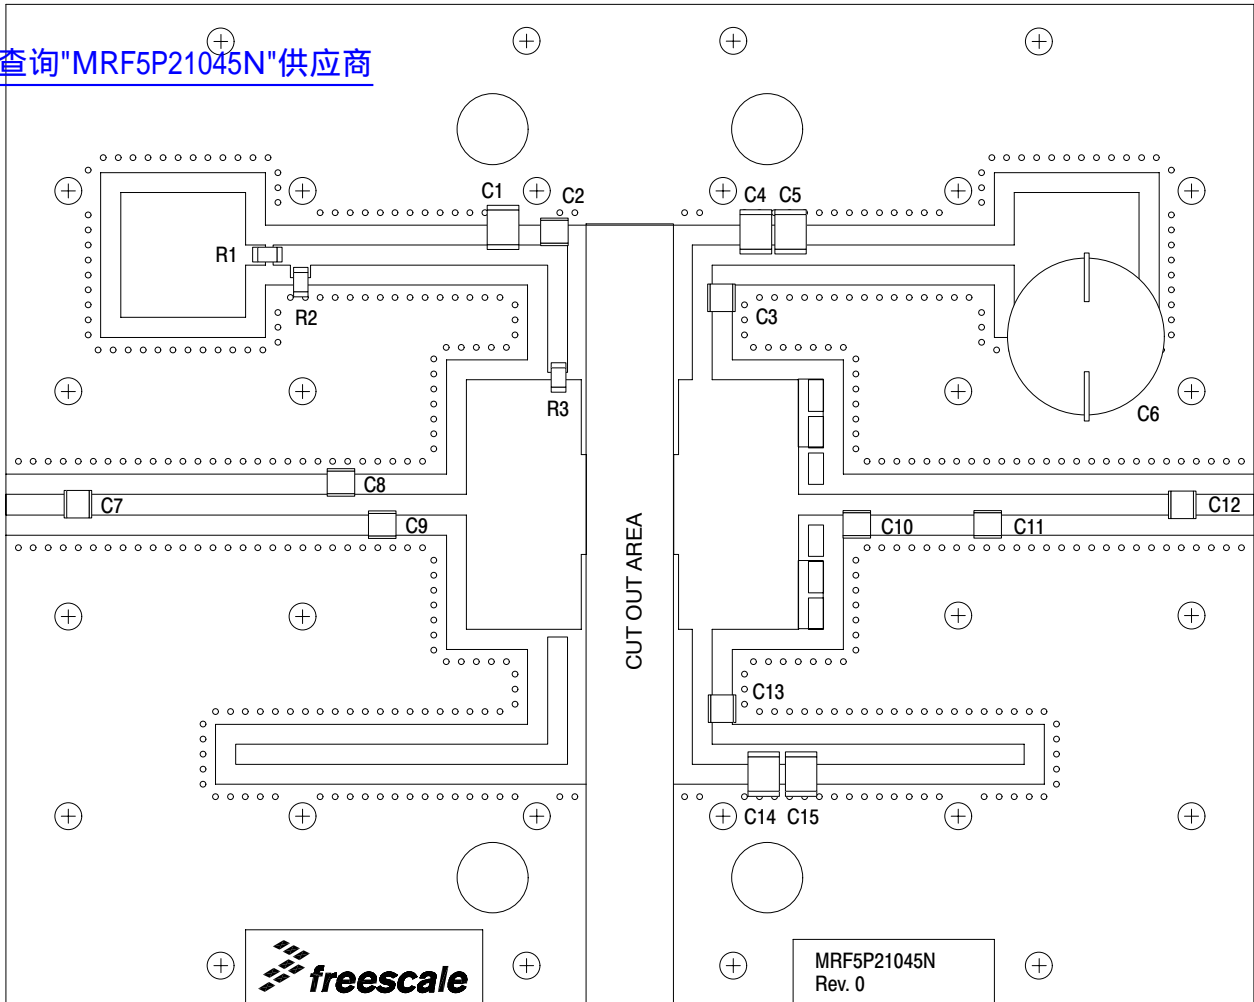 查询"MRF5P21045N"供应商
C1
C2
C4 C5
R1
R2
C3
R3
C6
C8
C7
C9
C12
C10
C11
CUT OUT AREA
C13
C14 C15
freescale
MRF5P21045N
Rev. 0